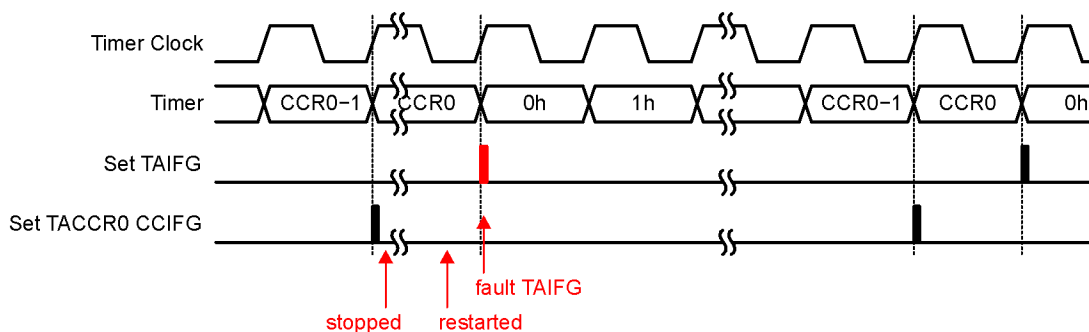 Timer Clock
Timer CCR0−1 CCR0 0h 1h CCR0−1 CCR0 0h
Set TAIFG
Set TACCR0 CCIFG
fault TAIFG
stopped restarted